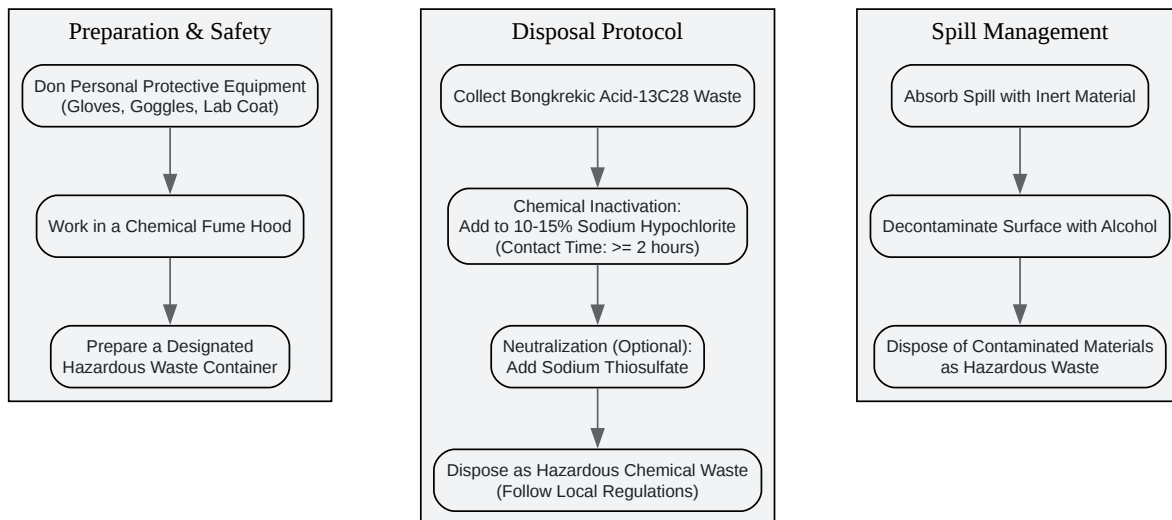 Preparation & Safety
Don Personal Protective Equipment
(Gloves, Goggles, Lab Coat)
Work in a Chemical Fume Hood
Prepare a Designated
Hazardous Waste Container
Disposal Protocol
Collect Bongkrekic Acid-13C28 Waste
Chemical Inactivation:
Add to 10-15% Sodium Hypochlorite
(Contact Time: >= 2 hours)
Neutralization (Optional):
Add Sodium Thiosulfate
Dispose as Hazardous Chemical Waste
(Follow Local Regulations)
Spill Management
Absorb Spill with Inert Material
Decontaminate Surface with Alcohol
Dispose of Contaminated Materials
as Hazardous Waste